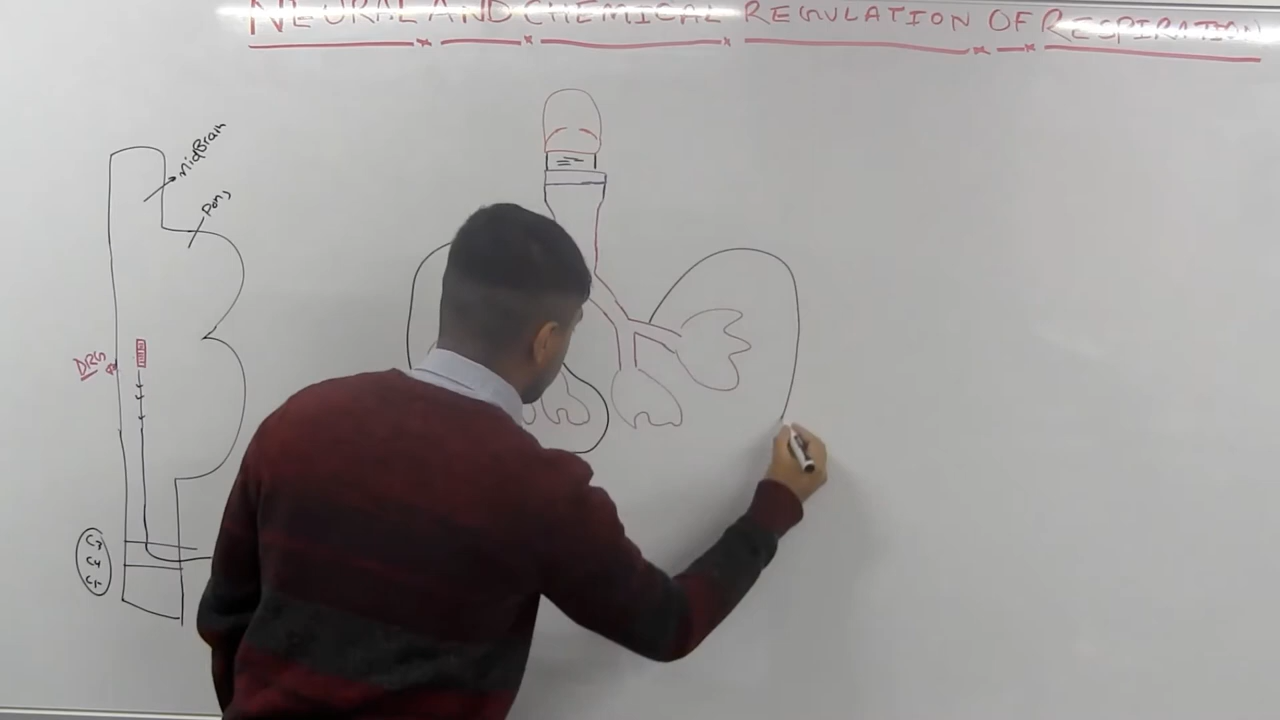 NEURAL AND CHEMICAL REGULATION OF RESPIRATION
MidBrain
Pons
DRG
C3
C4
C5